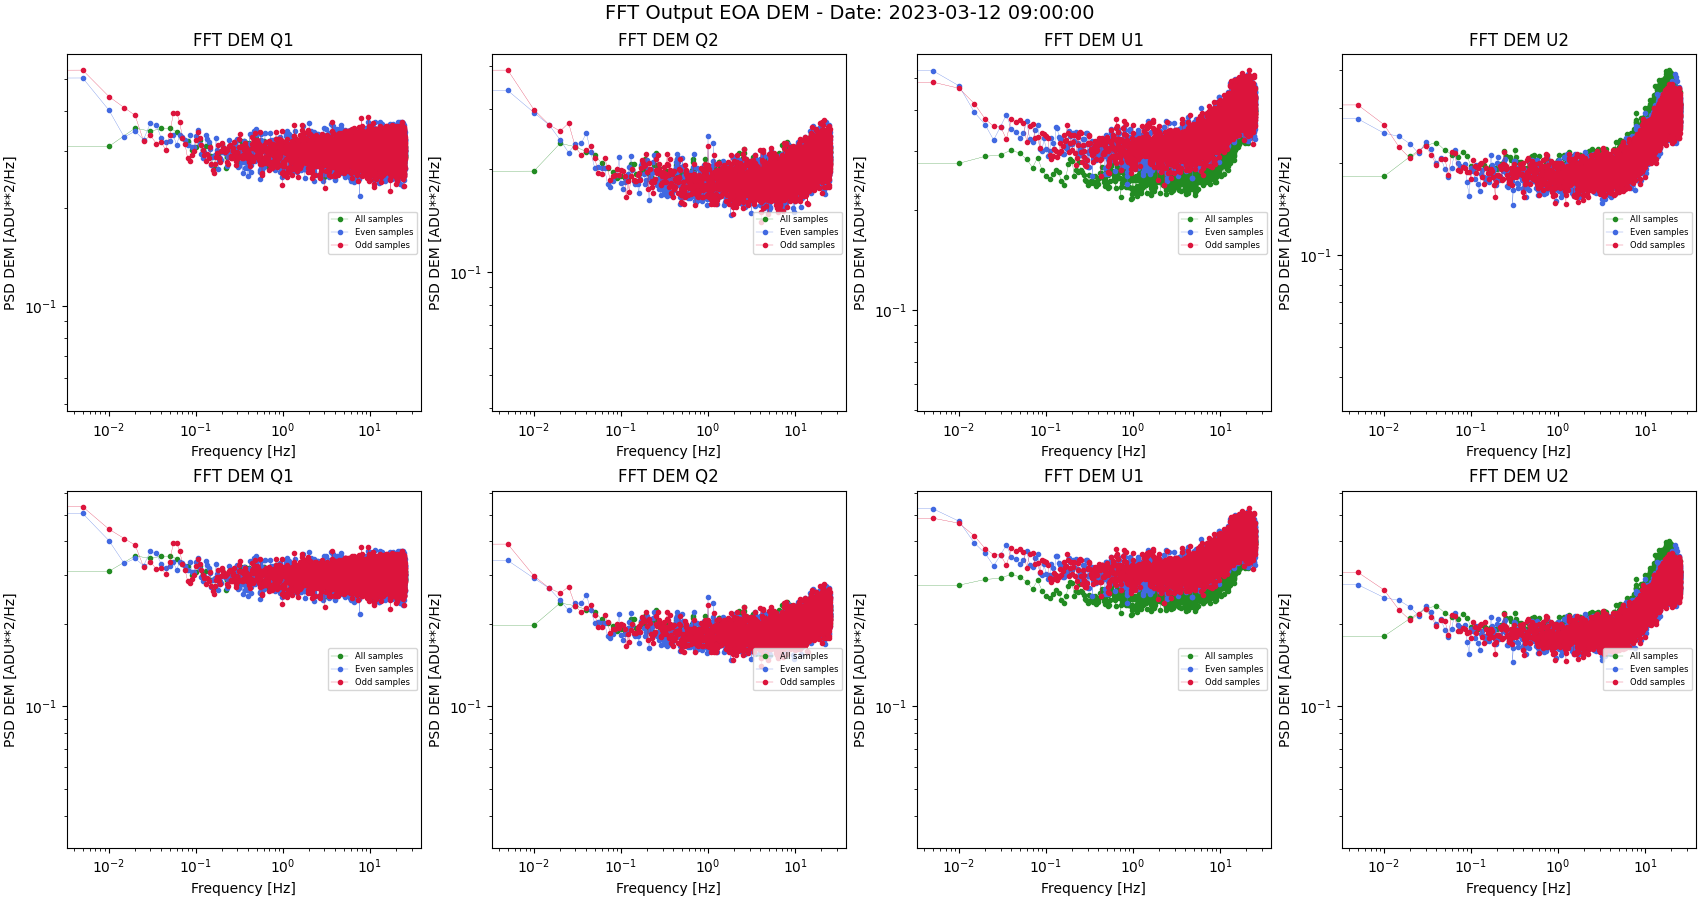 FFT Output EOA DEM - Date: 2023-03-12 09:00:00
FFT DEM Q1
PSD DEM [ADU**2/Hz]
10⁻¹
All samples
Even samples
Odd samples
10⁻² 10⁻¹ 10⁰ 10¹
Frequency [Hz]
FFT DEM Q2
PSD DEM [ADU**2/Hz]
10⁻¹
All samples
Even samples
Odd samples
10⁻² 10⁻¹ 10⁰ 10¹
Frequency [Hz]
FFT DEM U1
PSD DEM [ADU**2/Hz]
10⁻¹
All samples
Even samples
Odd samples
10⁻² 10⁻¹ 10⁰ 10¹
Frequency [Hz]
FFT DEM U2
PSD DEM [ADU**2/Hz]
10⁻¹
All samples
Even samples
Odd samples
10⁻² 10⁻¹ 10⁰ 10¹
Frequency [Hz]
FFT DEM Q1
PSD DEM [ADU**2/Hz]
10⁻¹
All samples
Even samples
Odd samples
10⁻² 10⁻¹ 10⁰ 10¹
Frequency [Hz]
FFT DEM Q2
PSD DEM [ADU**2/Hz]
10⁻¹
All samples
Even samples
Odd samples
10⁻² 10⁻¹ 10⁰ 10¹
Frequency [Hz]
FFT DEM U1
PSD DEM [ADU**2/Hz]
10⁻¹
All samples
Even samples
Odd samples
10⁻² 10⁻¹ 10⁰ 10¹
Frequency [Hz]
FFT DEM U2
PSD DEM [ADU**2/Hz]
10⁻¹
All samples
Even samples
Odd samples
10⁻² 10⁻¹ 10⁰ 10¹
Frequency [Hz]